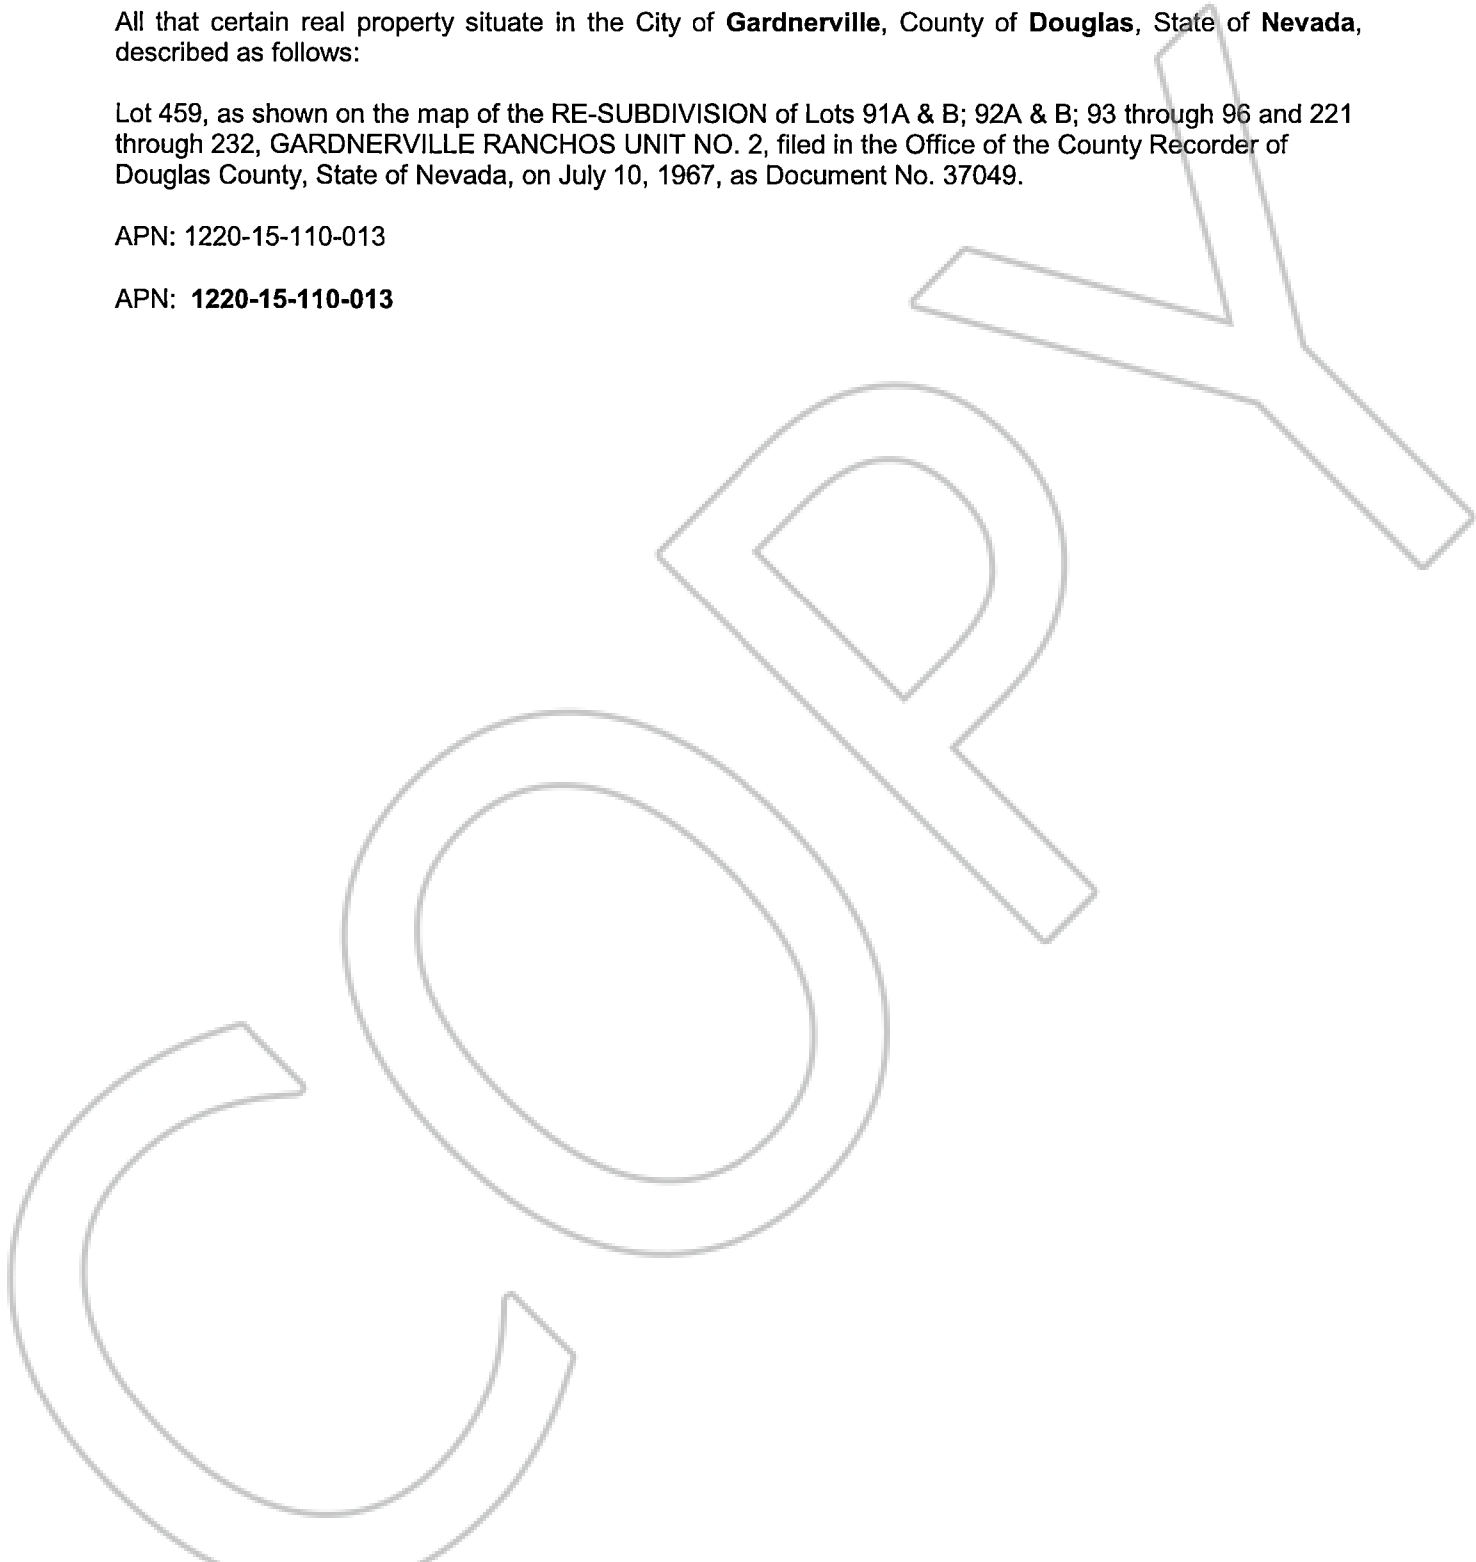 All that certain real property situate in the City of Gardnerville, County of Douglas, State of Nevada,
described as follows:
Lot 459, as shown on the map of the RE-SUBDIVISION of Lots 91A & B; 92A & B; 93 through 96 and 221
through 232, GARDNERVILLE RANCHOS UNIT NO. 2, filed in the Office of the County Recorder of
Douglas County, State of Nevada, on July 10, 1967, as Document No. 37049.
APN: 1220-15-110-013
APN: 1220-15-110-013
COPY